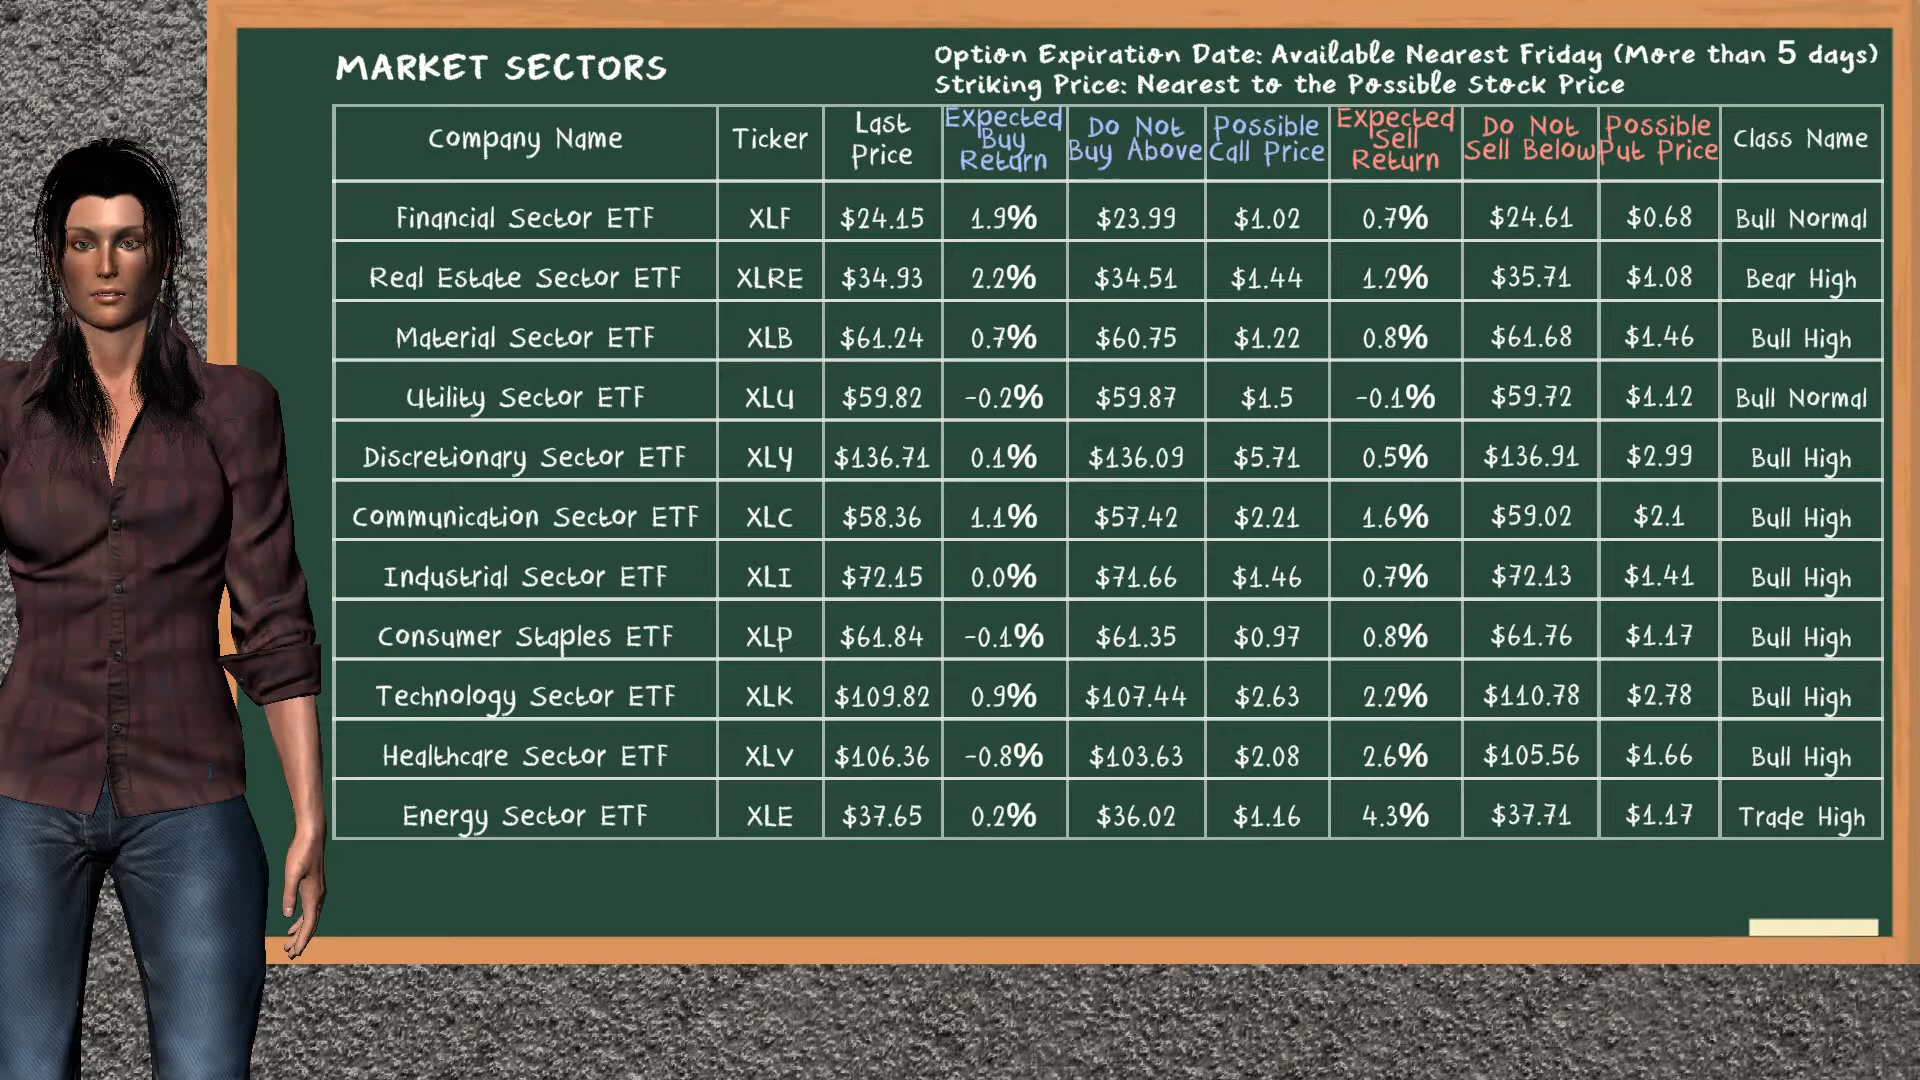 MARKET SECTORS
Option Expiration Date: Available Nearest Friday (More than 5 days)
Striking Price: Nearest to the Possible Stock Price
Company Name Ticker Last Price Expected Buy Return Do Not Buy Above Possible Call Price Expected Sell Return Do Not Sell Below Possible Put Price Class Name
Financial Sector ETF XLF $24.15 1.9% $23.99 $1.02 0.7% $24.61 $0.68 Bull Normal
Real Estate Sector ETF XLRE $34.93 2.2% $34.51 $1.44 1.2% $35.71 $1.08 Bear High
Material Sector ETF XLB $61.24 0.7% $60.75 $1.22 0.8% $61.68 $1.46 Bull High
Utility Sector ETF XLU $59.82 -0.2% $59.87 $1.5 -0.1% $59.72 $1.12 Bull Normal
Discretionary Sector ETF XLY $136.71 0.1% $136.09 $5.71 0.5% $136.91 $2.99 Bull High
Communication Sector ETF XLC $58.36 1.1% $57.42 $2.21 1.6% $59.02 $2.1 Bull High
Industrial Sector ETF XLI $72.15 0.0% $71.66 $1.46 0.7% $72.13 $1.41 Bull High
Consumer Staples ETF XLP $61.84 -0.1% $61.35 $0.97 0.8% $61.76 $1.17 Bull High
Technology Sector ETF XLK $109.82 0.9% $107.44 $2.63 2.2% $110.78 $2.78 Bull High
Healthcare Sector ETF XLV $106.36 -0.8% $103.63 $2.08 2.6% $105.56 $1.66 Bull High
Energy Sector ETF XLE $37.65 0.2% $36.02 $1.16 4.3% $37.71 $1.17 Trade High